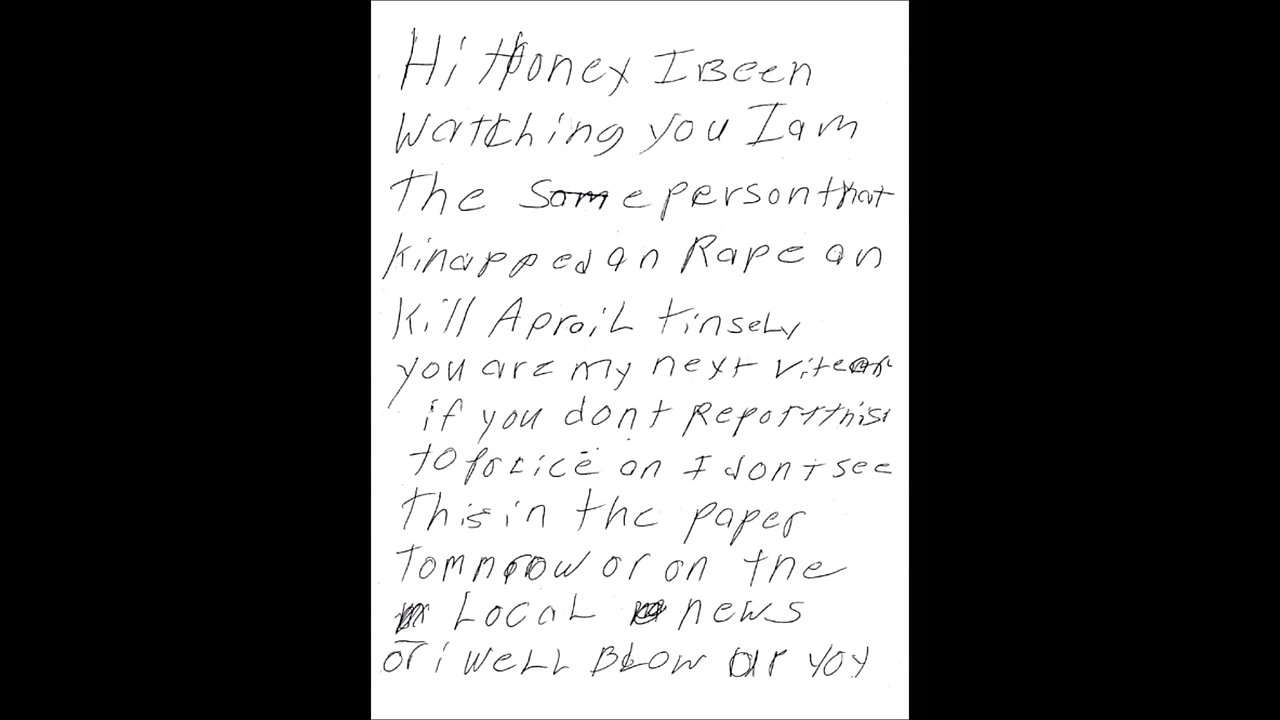 Hi Honey I Been
Watching you I am
The Same person that
kinapped an Rape an
kill Aproil tinsely
you are my next
if you dont Report this
to police an I dont see
This in the paper
Tommrow or on the
Local news
or i well BLow up yoy